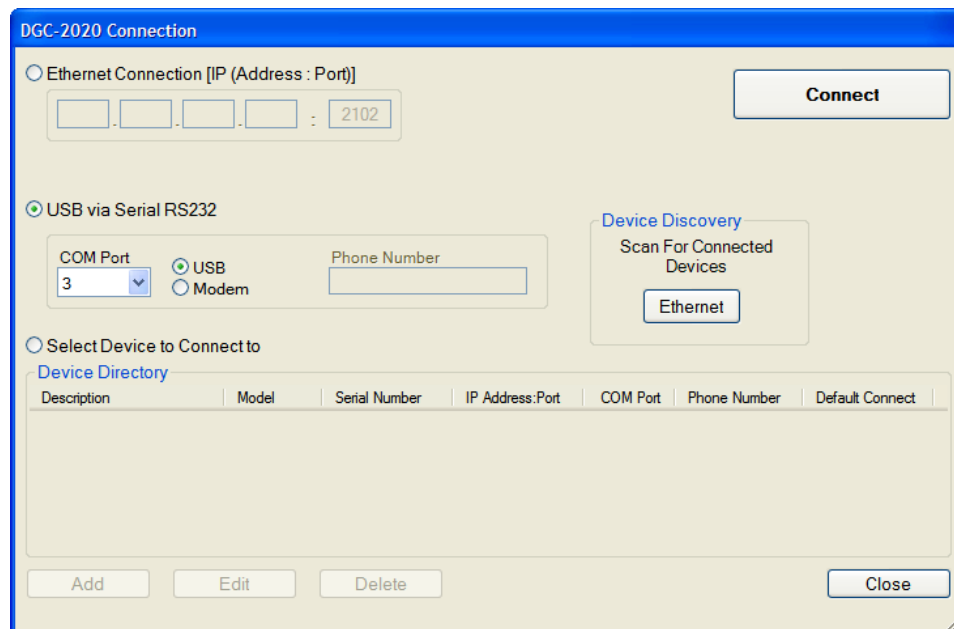 DGC-2020 Connection
Ethernet Connection [IP (Address : Port)]
. . . : 2102
Connect
USB via Serial RS232
COM Port
3
USB
Modem
Phone Number
Device Discovery
Scan For Connected
Devices
Ethernet
Select Device to Connect to
Device Directory
Description Model Serial Number IP Address:Port COM Port Phone Number Default Connect
Add Edit Delete Close